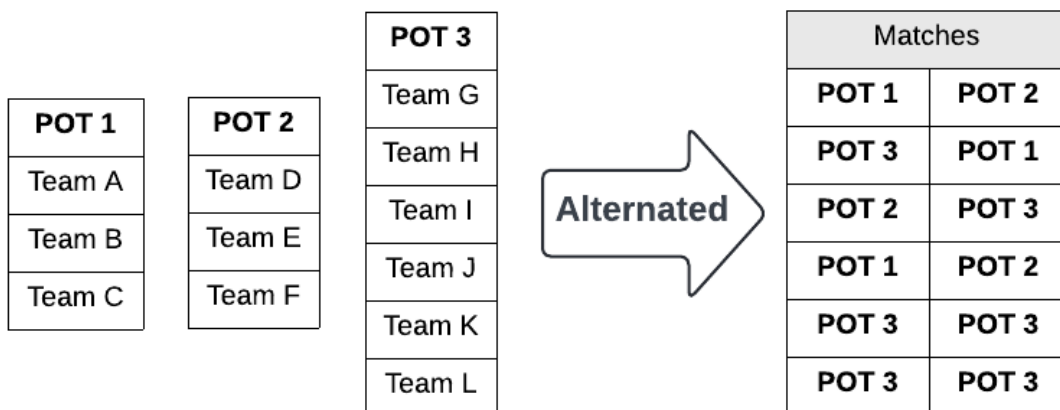 POT 1
Team A
Team B
Team C
POT 2
Team D
Team E
Team F
POT 3
Team G
Team H
Team I
Team J
Team K
Team L
Alternated
Matches
POT 1 POT 2
POT 3 POT 1
POT 2 POT 3
POT 1 POT 2
POT 3 POT 3
POT 3 POT 3